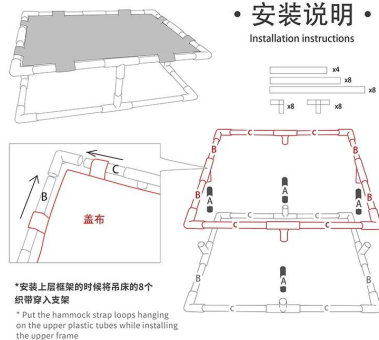 • 安装说明 •
Installation instructions
x4
x8
x8
x8 x8
C C
B B
A A A
C C
B B
A
C C
C
B
盖布
*安装上层框架的时候将吊床的8个
织带穿入支架
* Put the hammock strap loops hanging
on the upper plastic tubes while installing
the upper frame